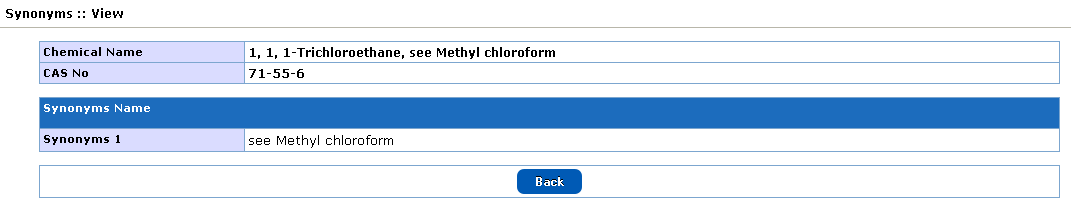 Synonyms :: View
Chemical Name 1, 1, 1-Trichloroethane, see Methyl chloroform
CAS No 71-55-6
Synonyms Name
Synonyms 1 see Methyl chloroform
Back